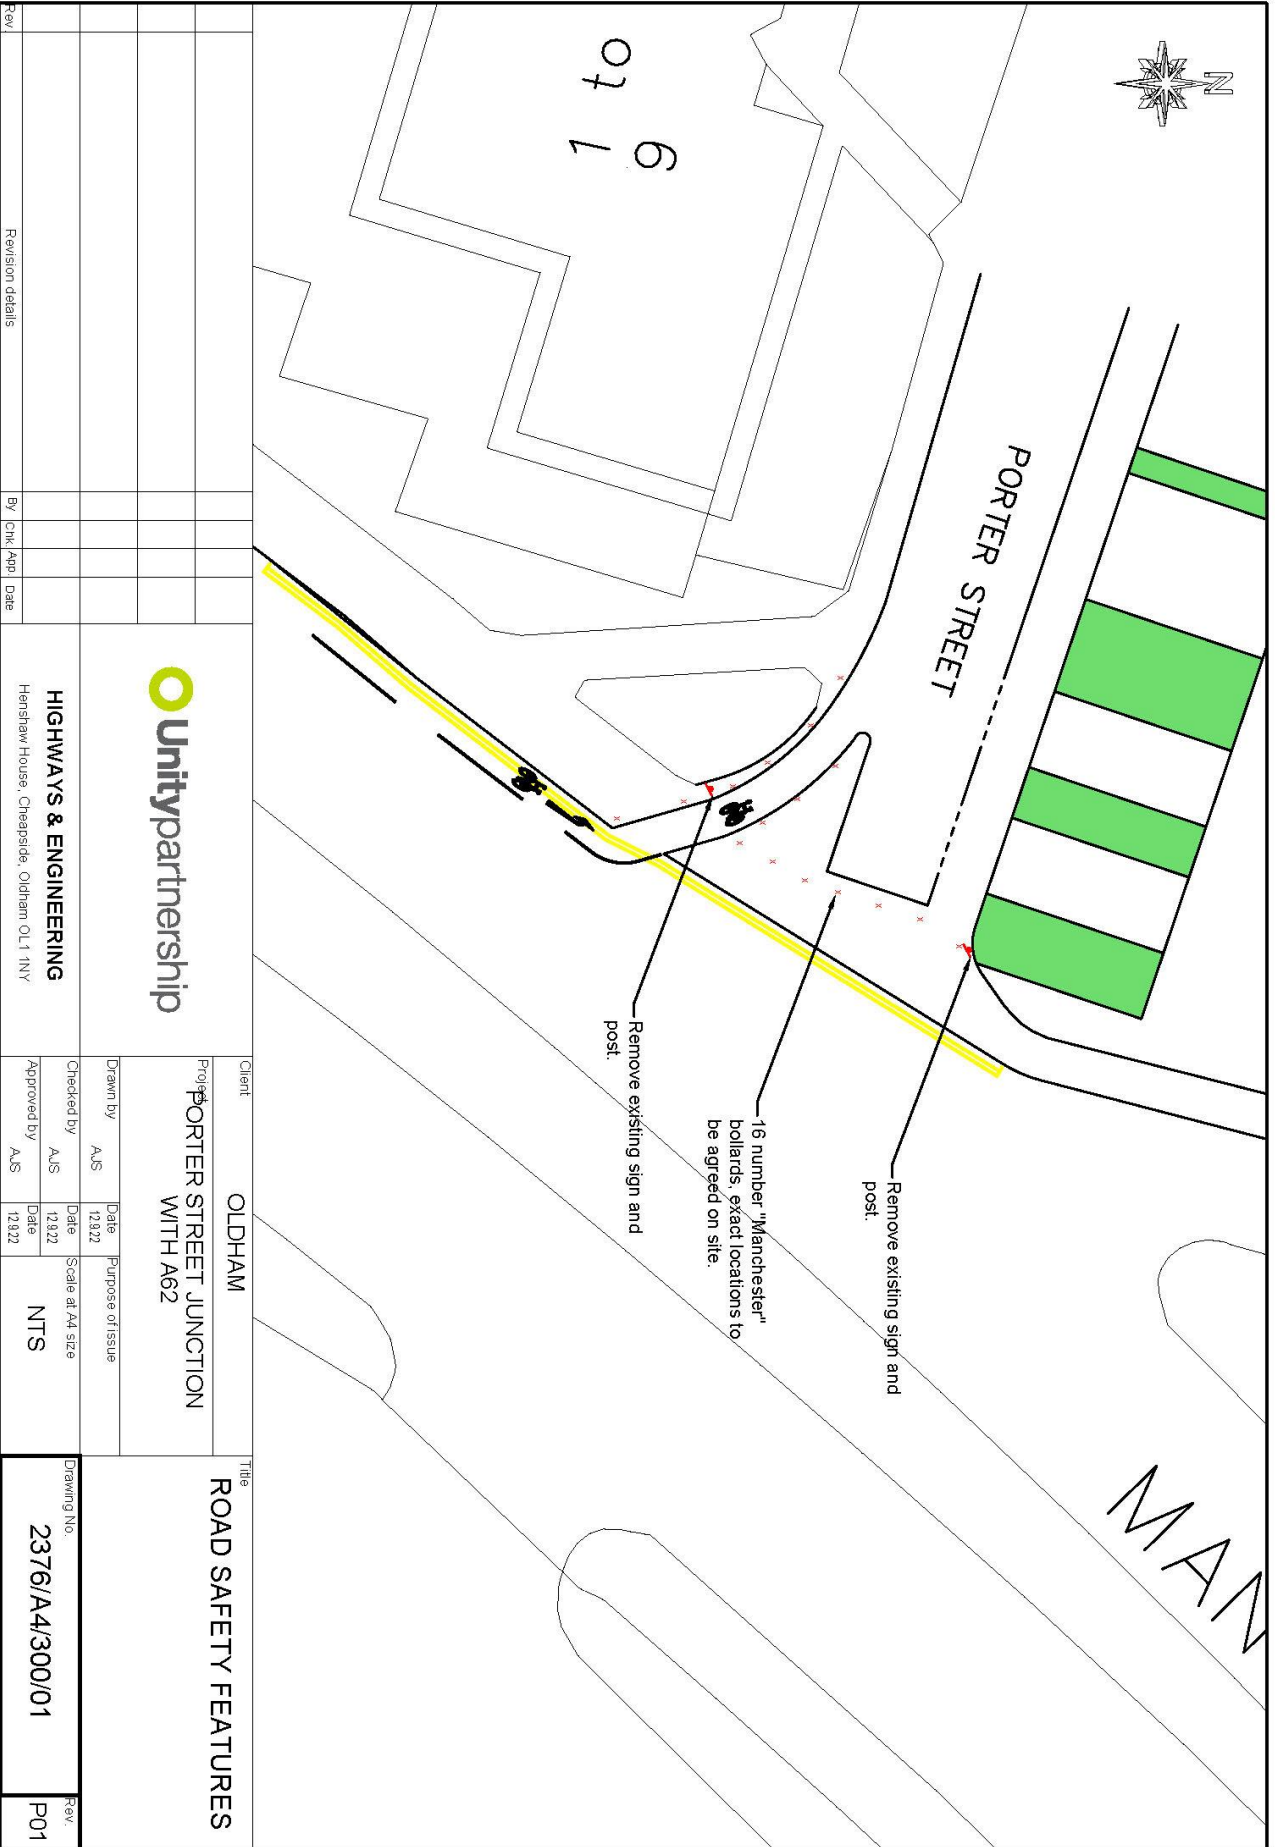 N
1 to
9
PORTER STREET
MAN
Remove existing sign and
post.
16 number "Manchester"
bollards, exact locations to
be agreed on site.
Remove existing sign and
post.
Rev.
Revision details
By
Chk.
App.
Date
Unitypartnership
HIGHWAYS & ENGINEERING
Henshaw House, Cheapside, Oldham OL1 1NY
Client
OLDHAM
Project
PORTER STREET JUNCTION
WITH A62
Drawn by
AJS
Date
12.9.22
Purpose of issue
Checked by
AJS
Date
12.9.22
Scale at A4 size
NTS
Approved by
AJS
Date
12.9.22
Title
ROAD SAFETY FEATURES
Drawing No.
2376/A4/300/01
Rev.
P01